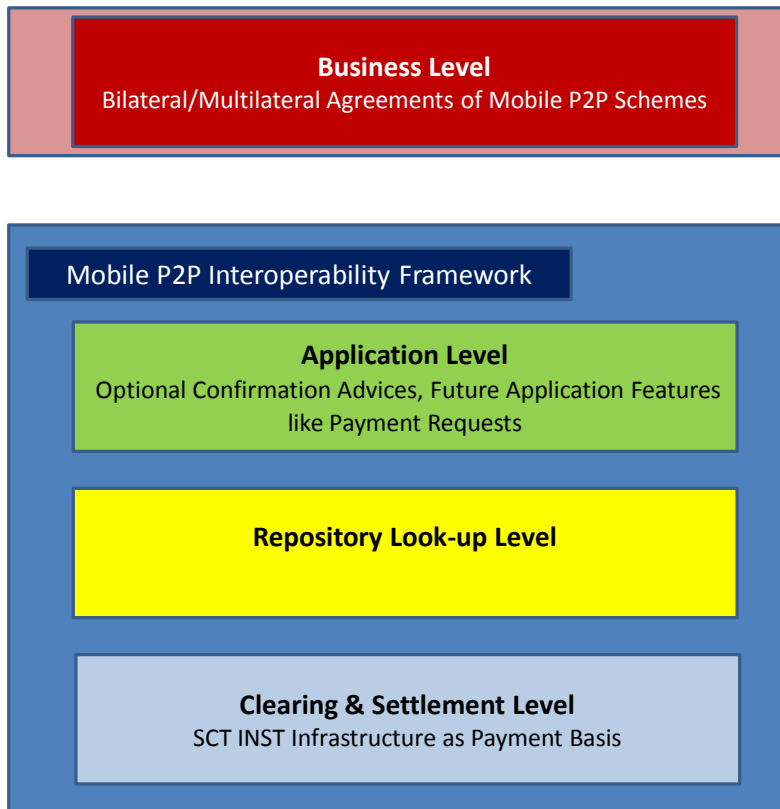 Business Level
Bilateral/Multilateral Agreements of Mobile P2P Schemes
Mobile P2P Interoperability Framework
Application Level
Optional Confirmation Advices, Future Application Features
like Payment Requests
Repository Look-up Level
Clearing & Settlement Level
SCT INST Infrastructure as Payment Basis